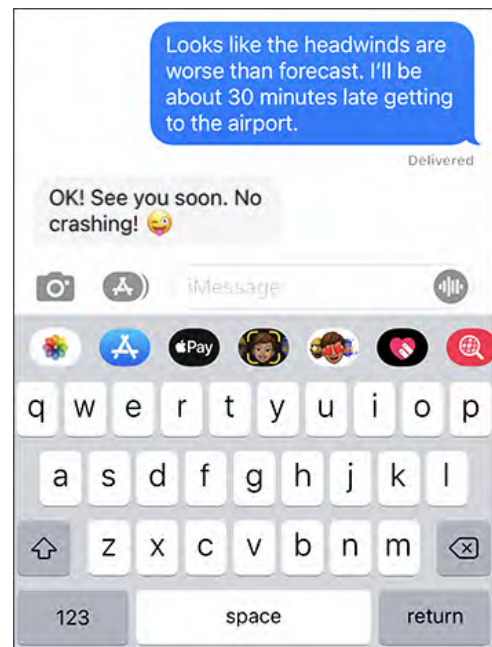 Looks like the headwinds are
worse than forecast. I'll be
about 30 minutes late getting
to the airport.
Delivered
OK! See you soon. No
crashing! 😜
iMessage
Pay
q w e r t y u i o p
a s d f g h j k l
z x c v b n m
123 space return